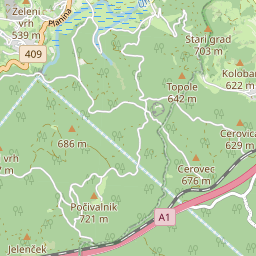 Zeleni
vrh
539 m
Planina
409
Stari grad
703 m
Topole
642 m
Kolobar
622 m
Cerovica
629 m
686 m
vrh
m
Cerovec
676 m
Počivalnik
721 m
A1
Jelenček